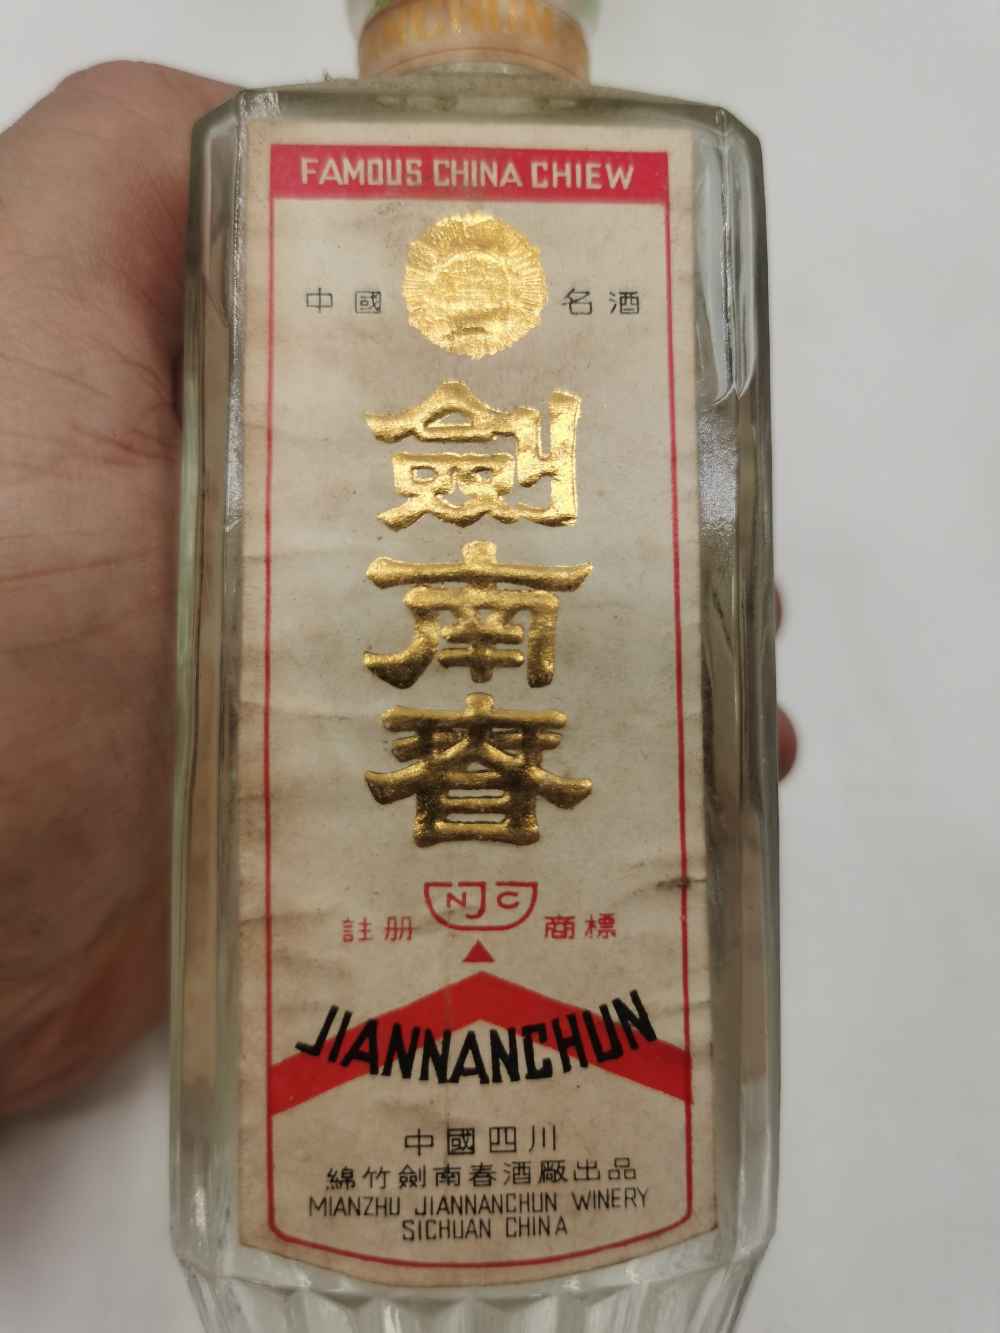 FAMOUS CHINA CHIEW
中國 名酒
劍南春
NJC
註册 商標
JIANNANCHUN
中國四川
綿竹劍南春酒廠出品
MIANZHU JIANNANCHUN WINERY
SICHUAN CHINA